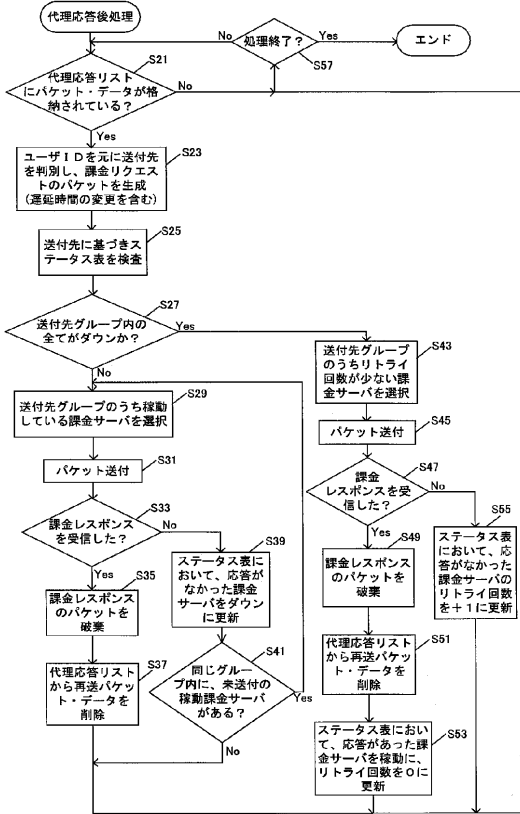 代理応答後処理
No
処理終了？
Yes
エンド
S57
S21
代理応答リスト
にパケット・データが格
納されている？
No
Yes
S23
ユーザＩＤを元に送付先
を判別し、課金リクエ
ストのパケットを生成
(遅延時間の変更を含む)
S25
送付先に基づきス
テータス表を検査
S27
送付先グループ内の
全てがダウンか？
Yes
No
S29
送付先グループのうち稼動
している課金サーバを選択
S31
パケット送付
S33
課金レスポンス
を受信した？
No
Yes
S35
課金レスポンス
のパケットを
破棄
S37
代理応答リスト
から再送パケッ
ト・データを
削除
S39
ステータス表に
おいて、応答が
なかった課金
サーバをダウン
に更新
S41
同じグルー
プ内に、未送付の
稼動課金サーバ
がある？
Yes
No
S43
送付先グループ
のうちリトライ
回数が少ない課
金サーバを選択
S45
パケット送付
S47
課金
レスポンスを受
信した？
No
Yes
S49
課金レスポンス
のパケットを
破棄
S51
代理応答リスト
から再送パケッ
ト・データを
削除
S53
ステータス表にお
いて、応答があった課
金サーバを稼動に、
リトライ回数を０に
更新
S55
ステータス表
において、応
答がなかった
課金サーバの
リトライ回数
を＋１に更新